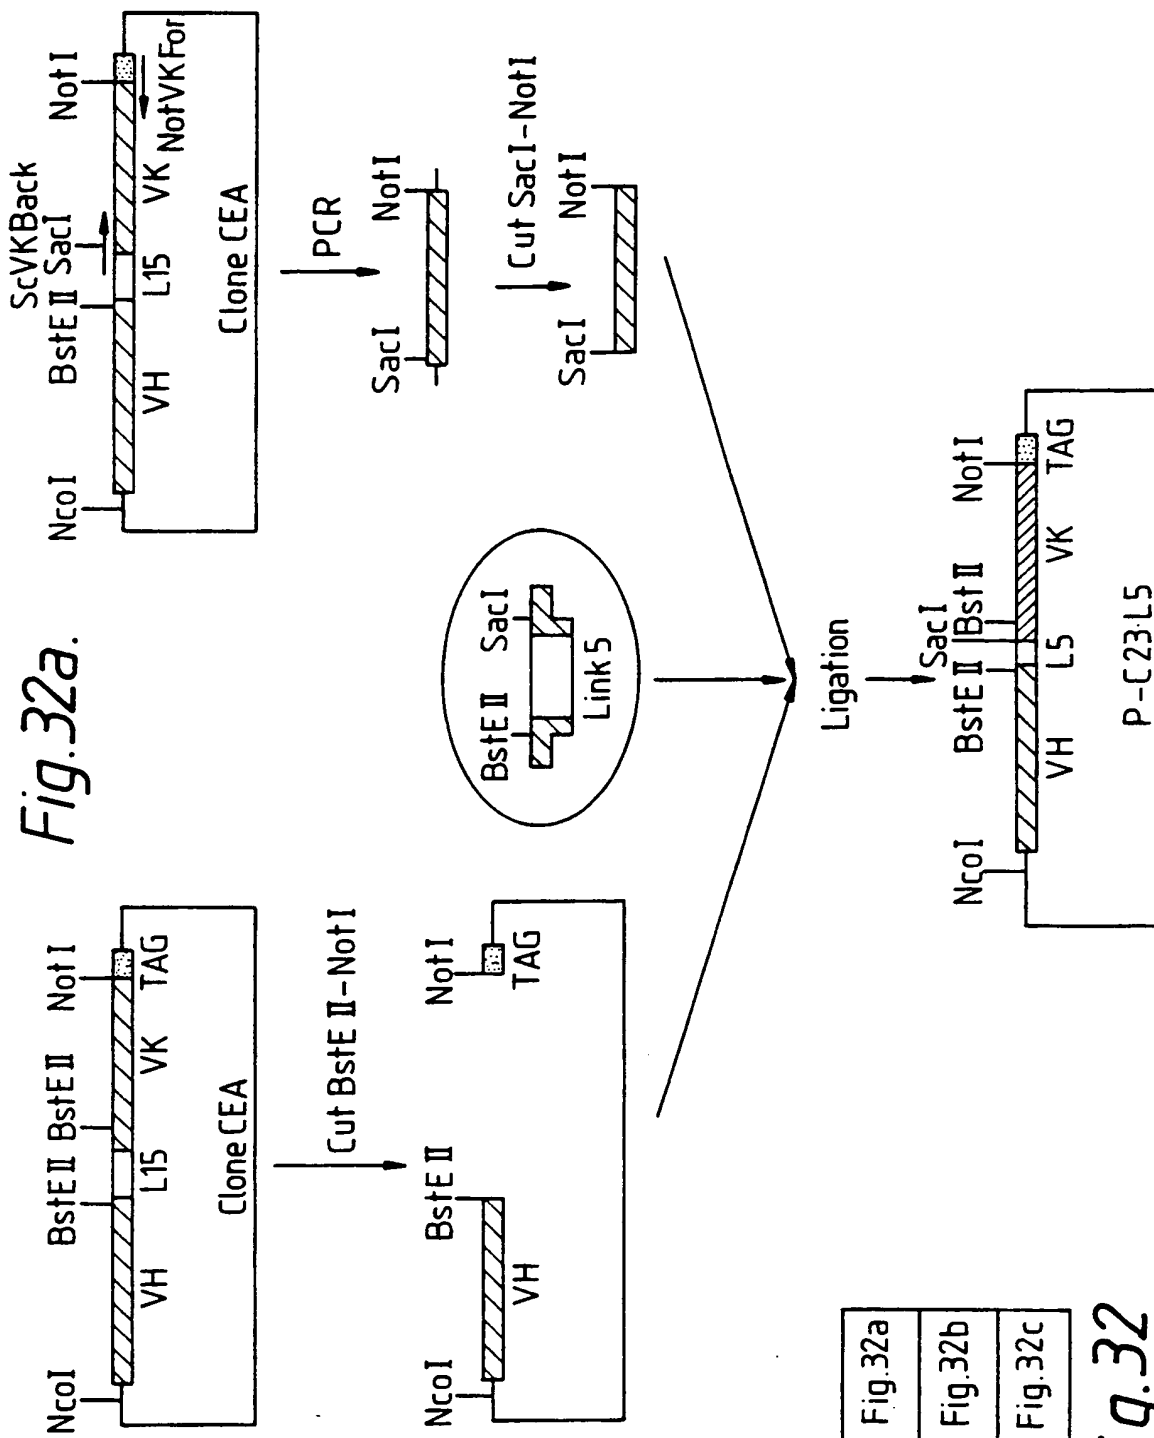 Fig.32a.
NcoI
BstE II
BstE II
NotI
VH
L15
VK
TAG
Clone CEA
Cut BstE II-NotI
NcoI
BstE II
NotI
VH
TAG
ScVKBack
NcoI
BstE II
SacI
NotI
VH
L15
VK
NotVKFor
Clone CEA
PCR
SacI
NotI
Cut SacI-NotI
SacI
NotI
BstE II
SacI
Link 5
Ligation
SacI
NcoI
BstE II
Bst II
NotI
VH
L5
VK
TAG
P-C23·L5
Fig.32a
Fig.32b
Fig.32c